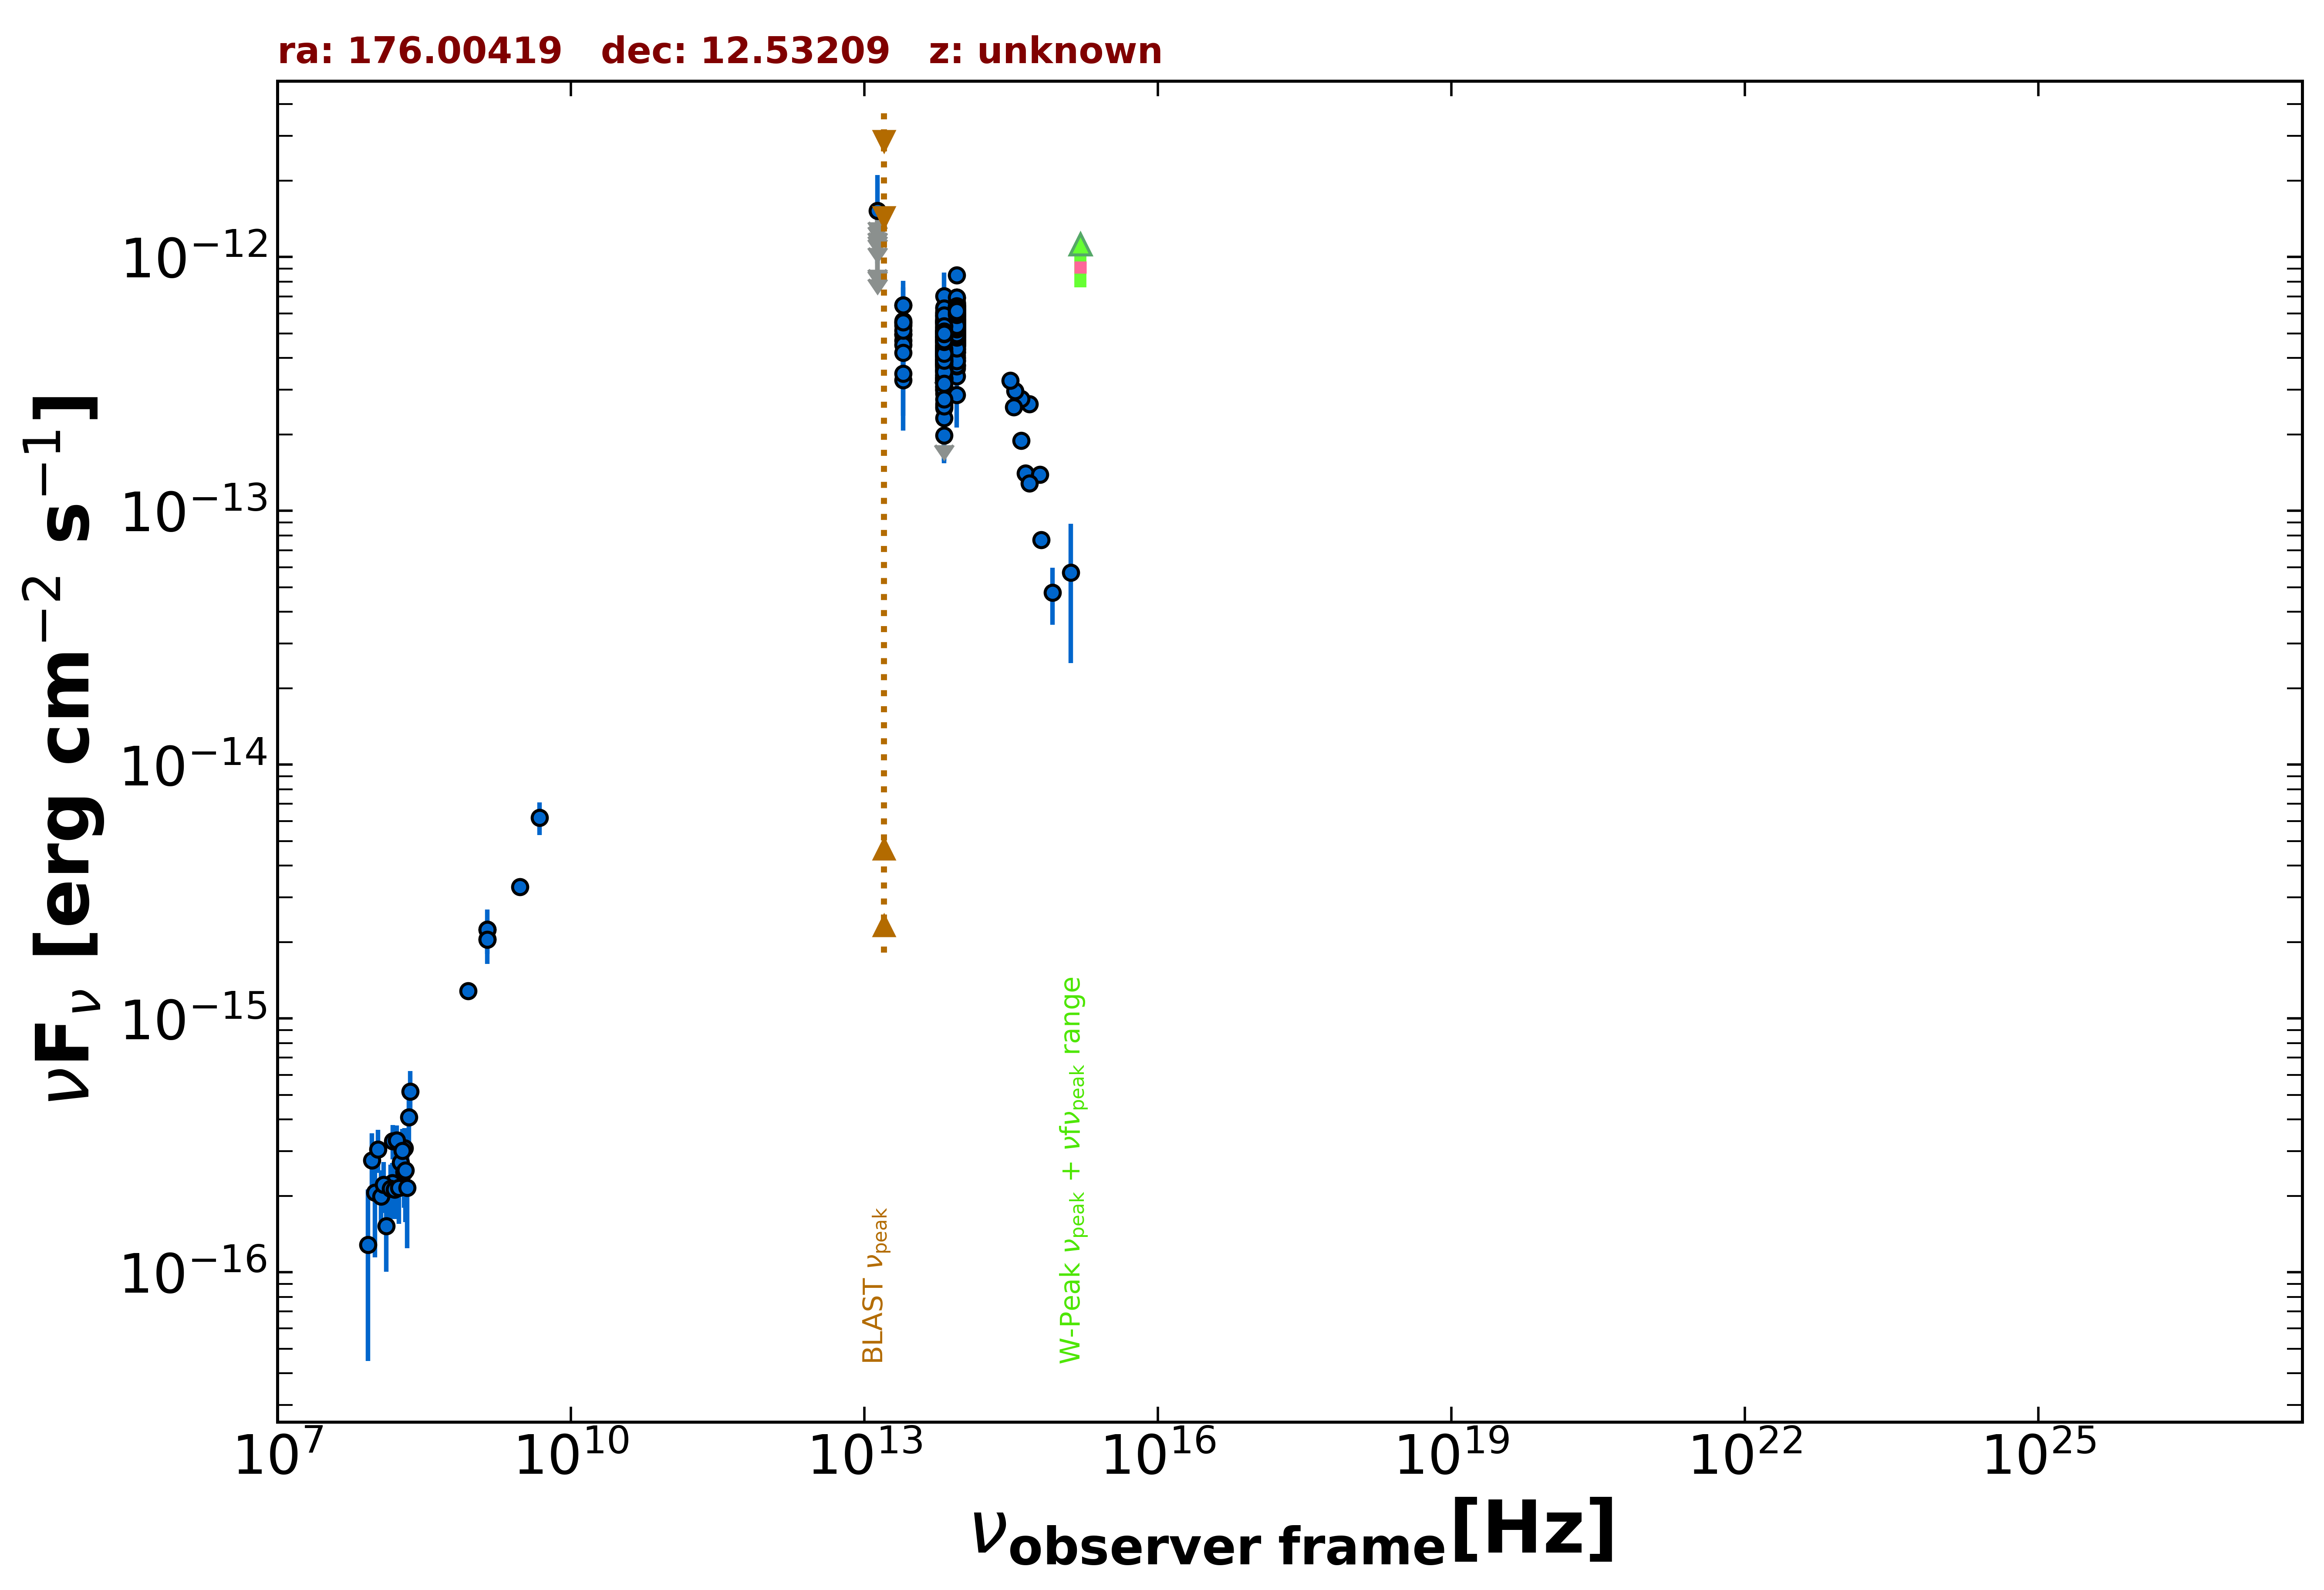 ra: 176.00419   dec: 12.53209   z: unknown
νFν [erg cm−2 s−1]
10−12
10−13
10−14
10−15
10−16
BLAST νpeak
W-Peak νpeak + νfνpeak range
107 1010 1013 1016 1019 1022 1025
νobserver frame[Hz]